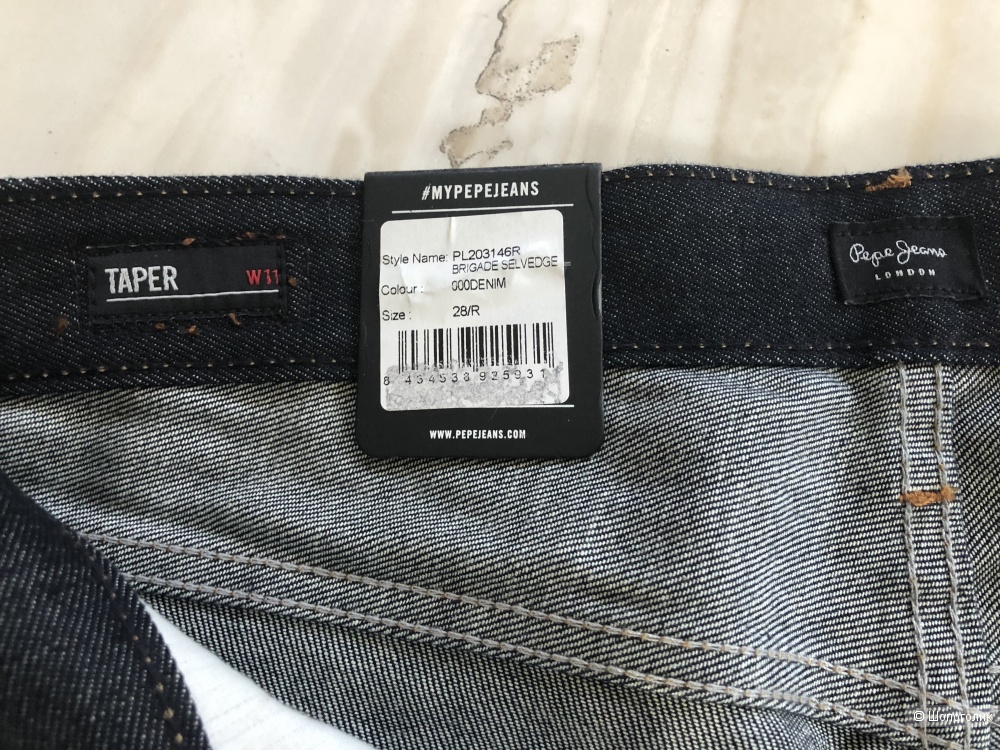 #MYPEPEJEANS
Style Name: PL203146R
BRIGADE SELVEDGE
Colour : 000DENIM
Size : 28/R
8 434538 925931
WWW.PEPEJEANS.COM
TAPER W11
Pepe Jeans
LONDON
© Шопоголик